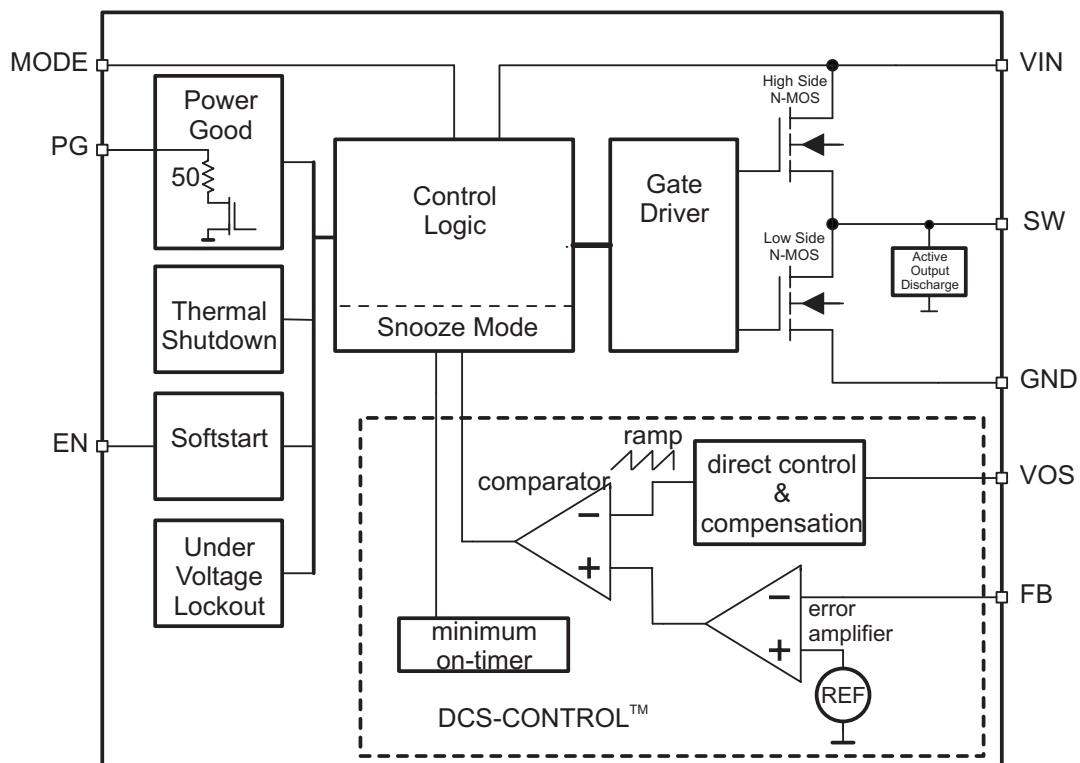 MODE
VIN
High Side
N-MOS
Power
Good
PG
50
Control
Logic
Gate
Driver
SW
Low Side
N-MOS
Active
Output
Discharge
Thermal
Shutdown
Snooze Mode
GND
EN
Softstart
ramp
comparator
direct control
&
compensation
VOS
−
+
Under
Voltage
Lockout
FB
−
error
amplifier
+
minimum
on-timer
REF
DCS-CONTROL™